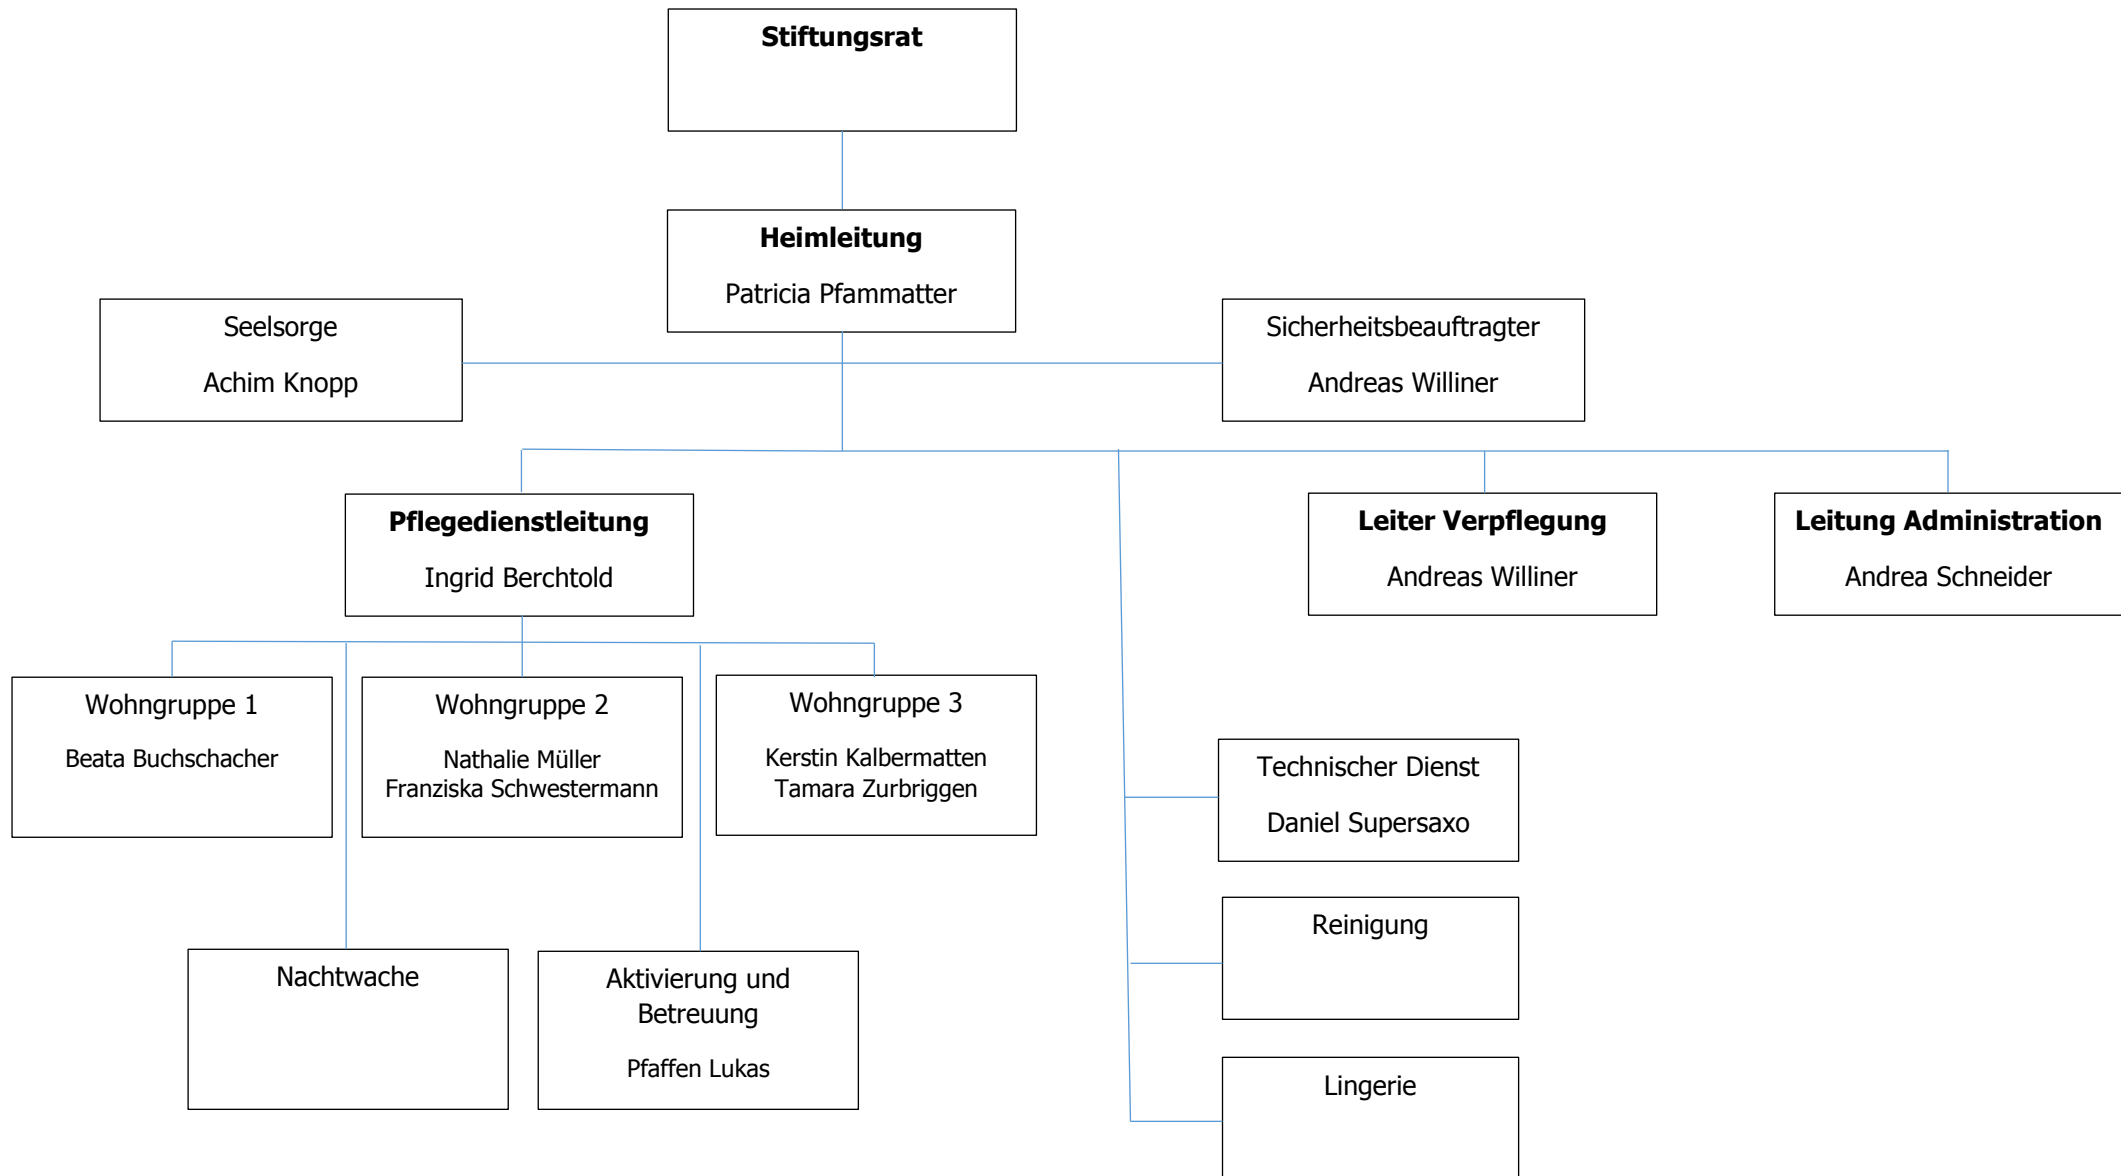 Stiftungsrat
Heimleitung
Patricia Pfammatter
Seelsorge
Achim Knopp
Sicherheitsbeauftragter
Andreas Williner
Pflegedienstleitung
Ingrid Berchtold
Leiter Verpflegung
Andreas Williner
Leitung Administration
Andrea Schneider
Wohngruppe 1
Beata Buchschacher
Wohngruppe 2
Nathalie Müller
Franziska Schwestermann
Wohngruppe 3
Kerstin Kalbermatten
Tamara Zurbriggen
Technischer Dienst
Daniel Supersaxo
Reinigung
Nachtwache
Aktivierung und
Betreuung
Pfaffen Lukas
Lingerie